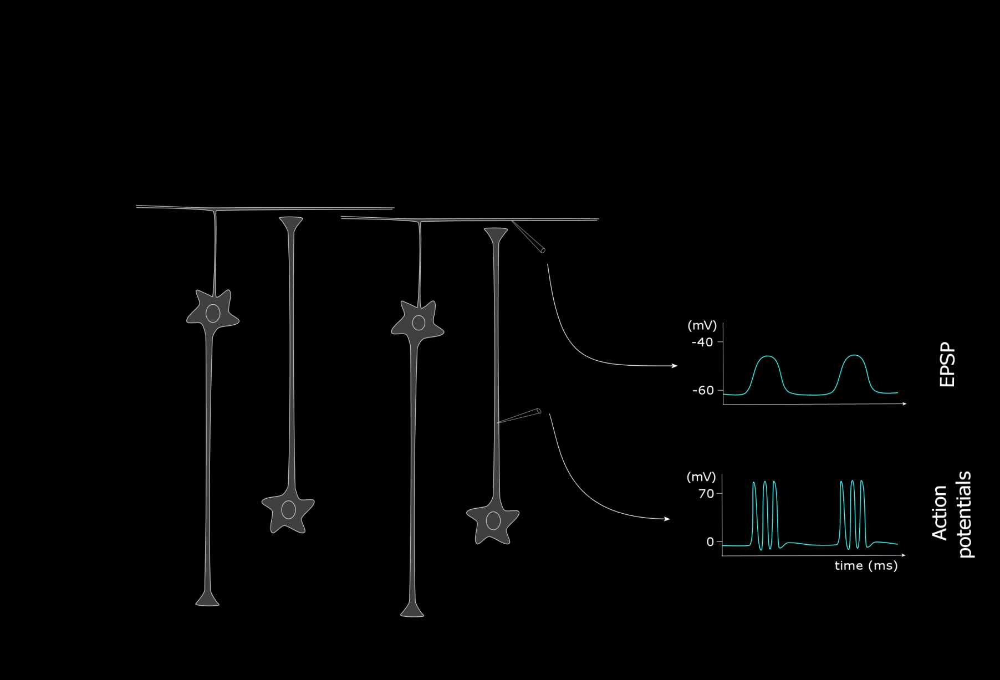 (mV)
-40
-60
EPSP
(mV)
70
0
time (ms)
Action
potentials